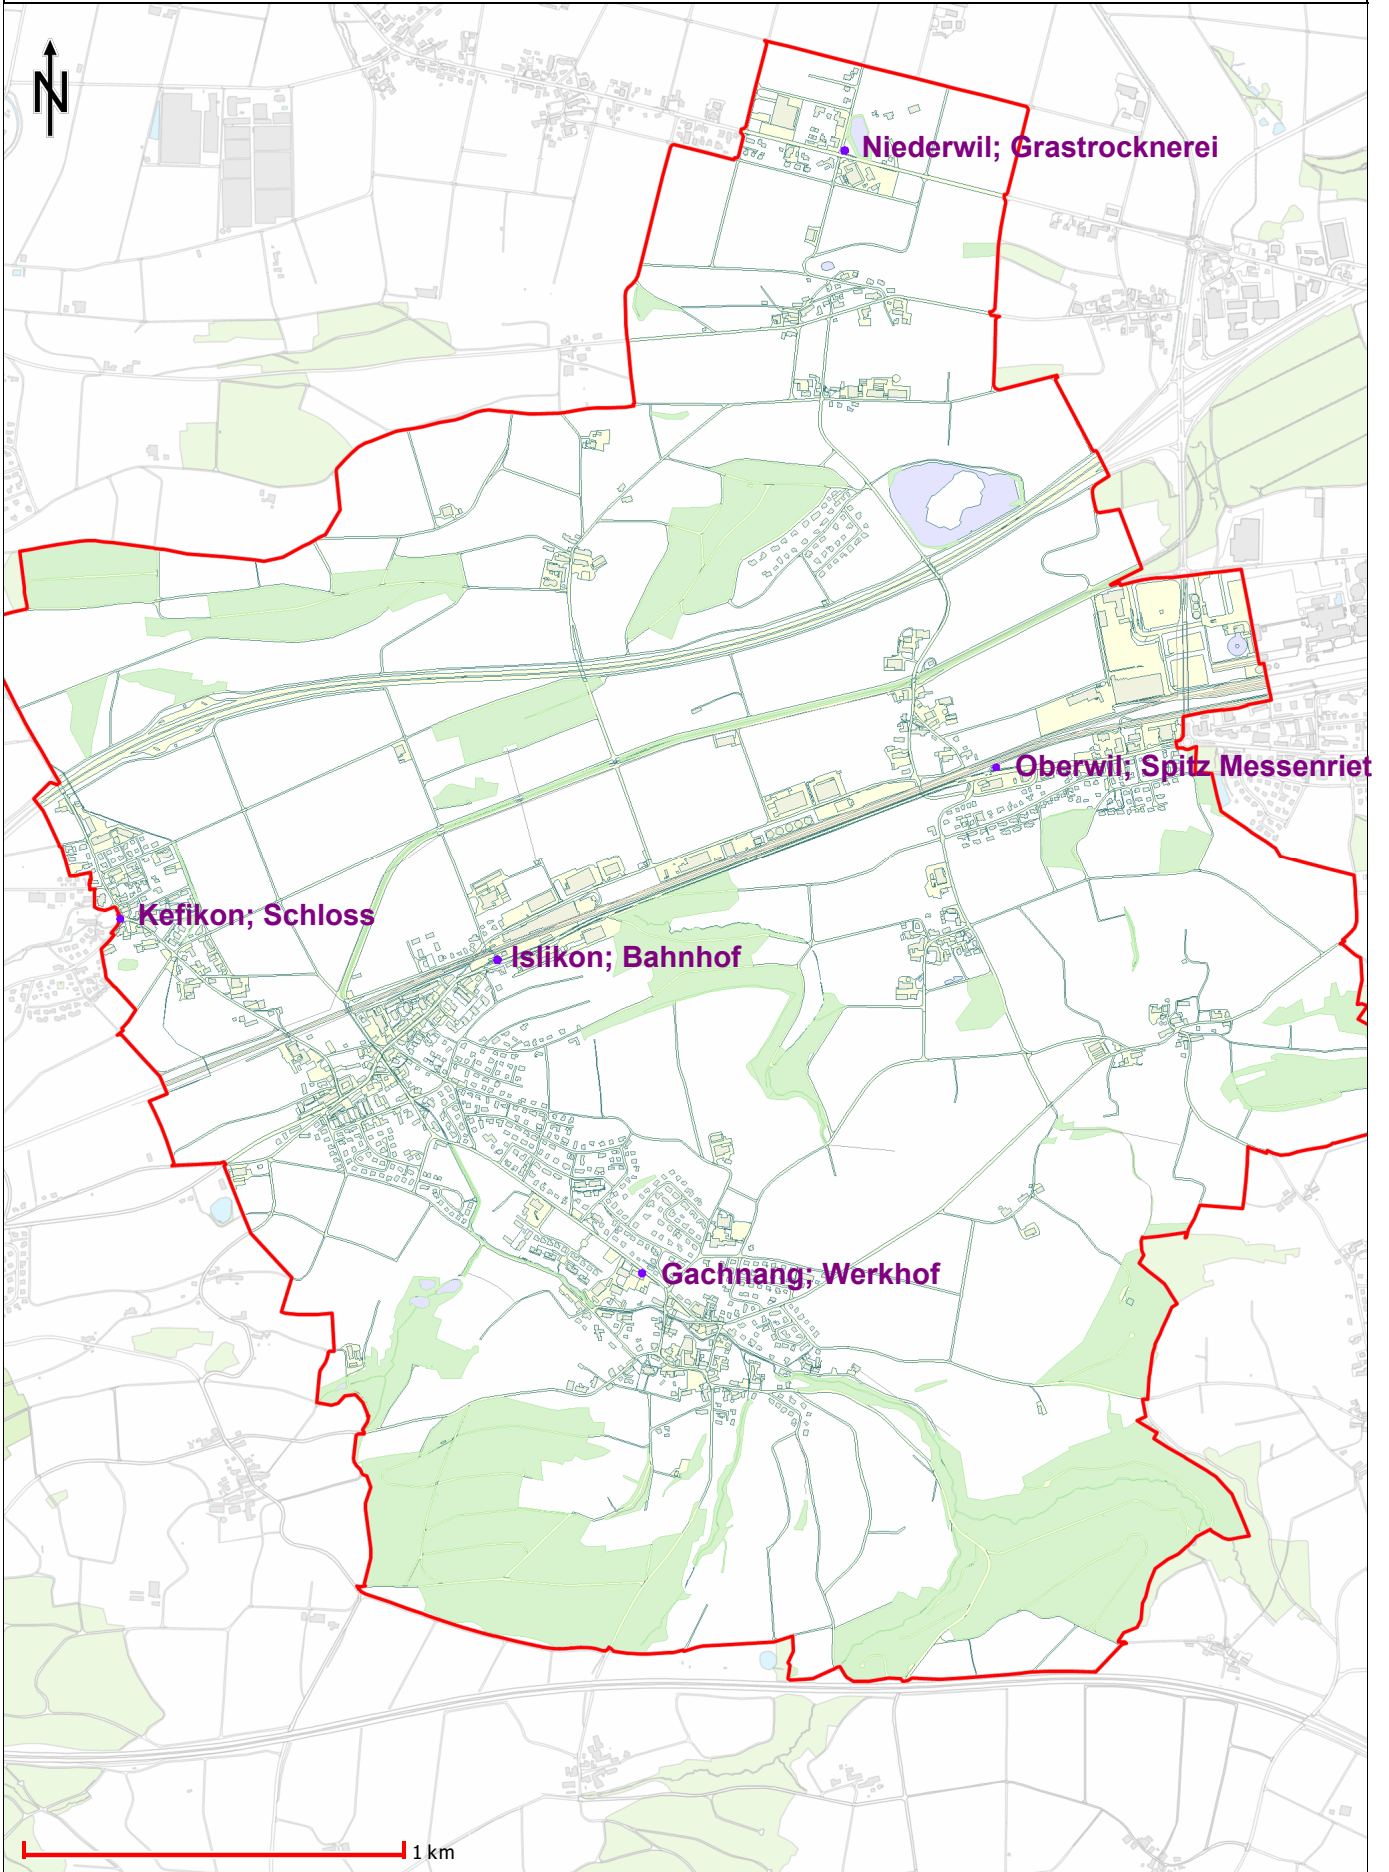 N
Niederwil; Grastrocknerei
Oberwil; Spitz Messenriet
Kefikon; Schloss
Islikon; Bahnhof
Gachnang; Werkhof
1 km